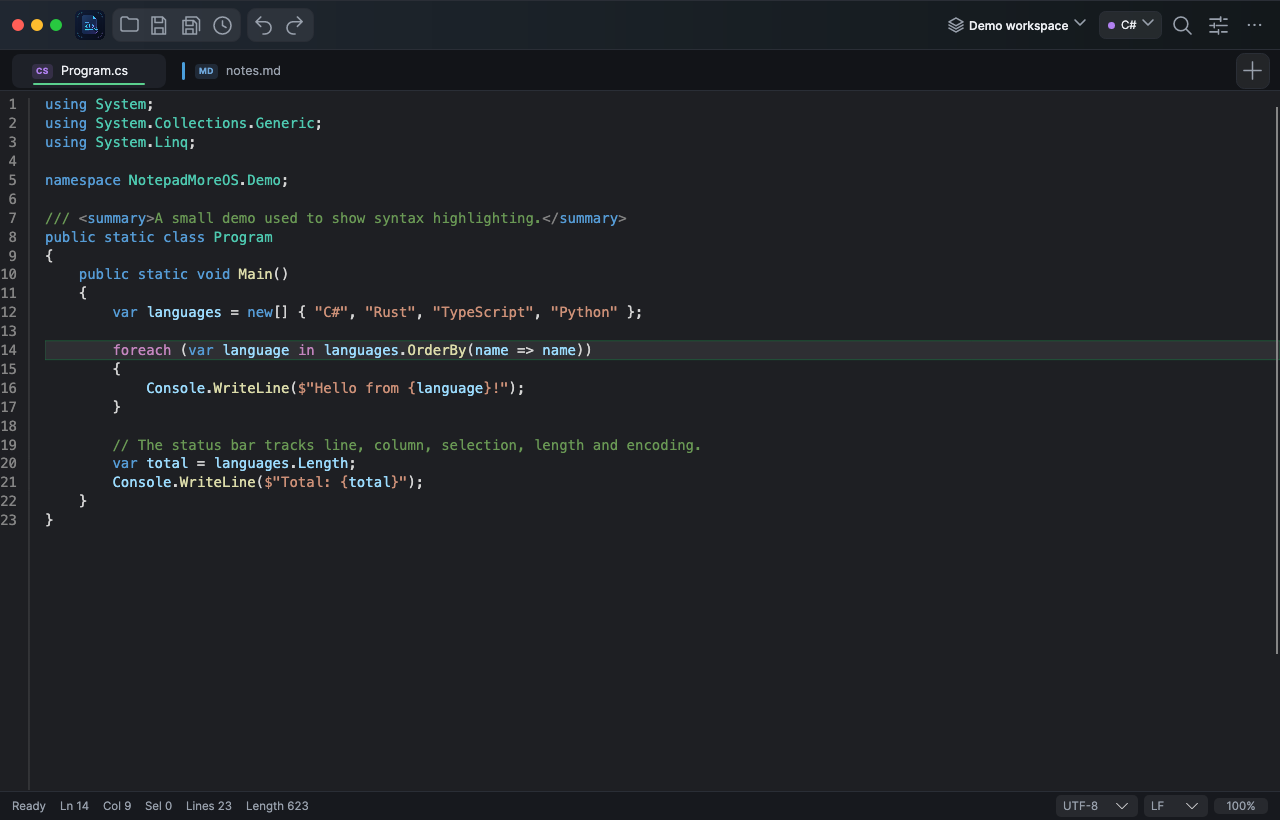 Demo workspace C#
CS Program.cs MD notes.md
1 using System;
2 using System.Collections.Generic;
3 using System.Linq;
4
5 namespace NotepadMoreOS.Demo;
6
7 /// <summary>A small demo used to show syntax highlighting.</summary>
8 public static class Program
9 {
10     public static void Main()
11     {
12         var languages = new[] { "C#", "Rust", "TypeScript", "Python" };
13
14         foreach (var language in languages.OrderBy(name => name))
15         {
16             Console.WriteLine($"Hello from {language}!");
17         }
18
19         // The status bar tracks line, column, selection, length and encoding.
20         var total = languages.Length;
21         Console.WriteLine($"Total: {total}");
22     }
23 }
Ready Ln 14 Col 9 Sel 0 Lines 23 Length 623 UTF-8 LF 100%